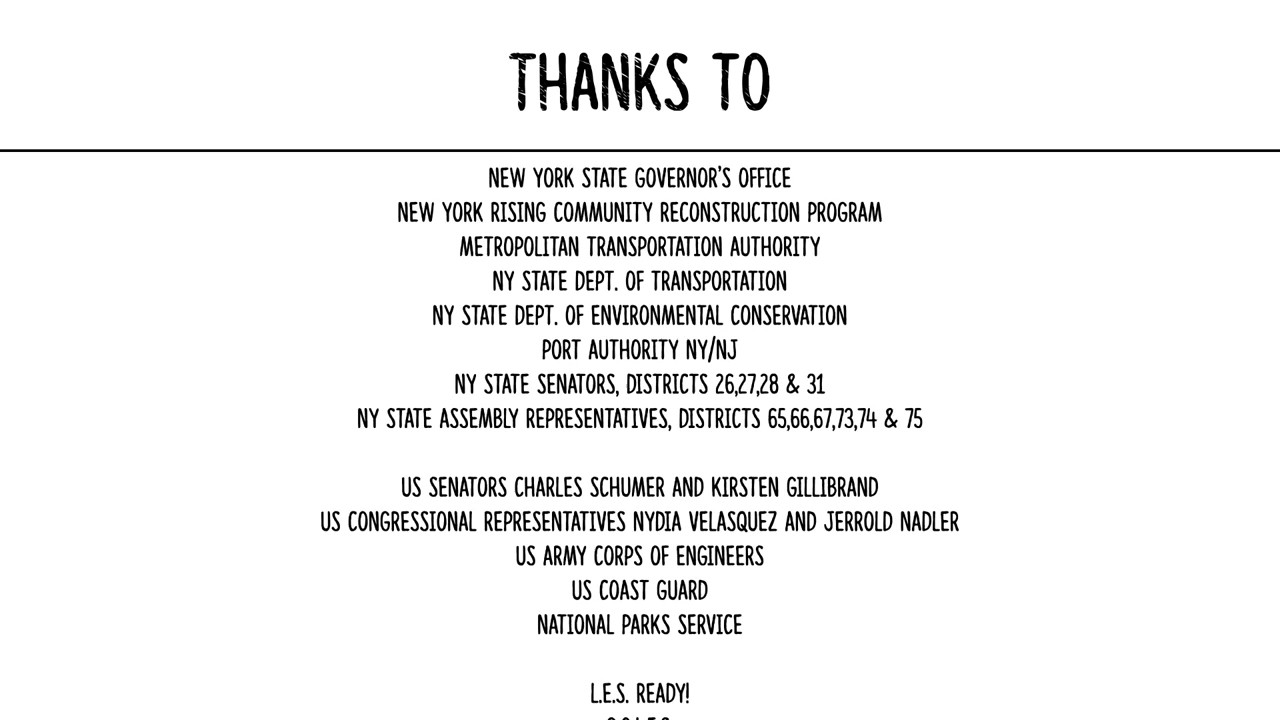 THANKS TO
NEW YORK STATE GOVERNOR'S OFFICE
NEW YORK RISING COMMUNITY RECONSTRUCTION PROGRAM
METROPOLITAN TRANSPORTATION AUTHORITY
NY STATE DEPT. OF TRANSPORTATION
NY STATE DEPT. OF ENVIRONMENTAL CONSERVATION
PORT AUTHORITY NY/NJ
NY STATE SENATORS, DISTRICTS 26,27,28 & 31
NY STATE ASSEMBLY REPRESENTATIVES, DISTRICTS 65,66,67,73,74 & 75
US SENATORS CHARLES SCHUMER AND KIRSTEN GILLIBRAND
US CONGRESSIONAL REPRESENTATIVES NYDIA VELASQUEZ AND JERROLD NADLER
US ARMY CORPS OF ENGINEERS
US COAST GUARD
NATIONAL PARKS SERVICE
L.E.S. READY!